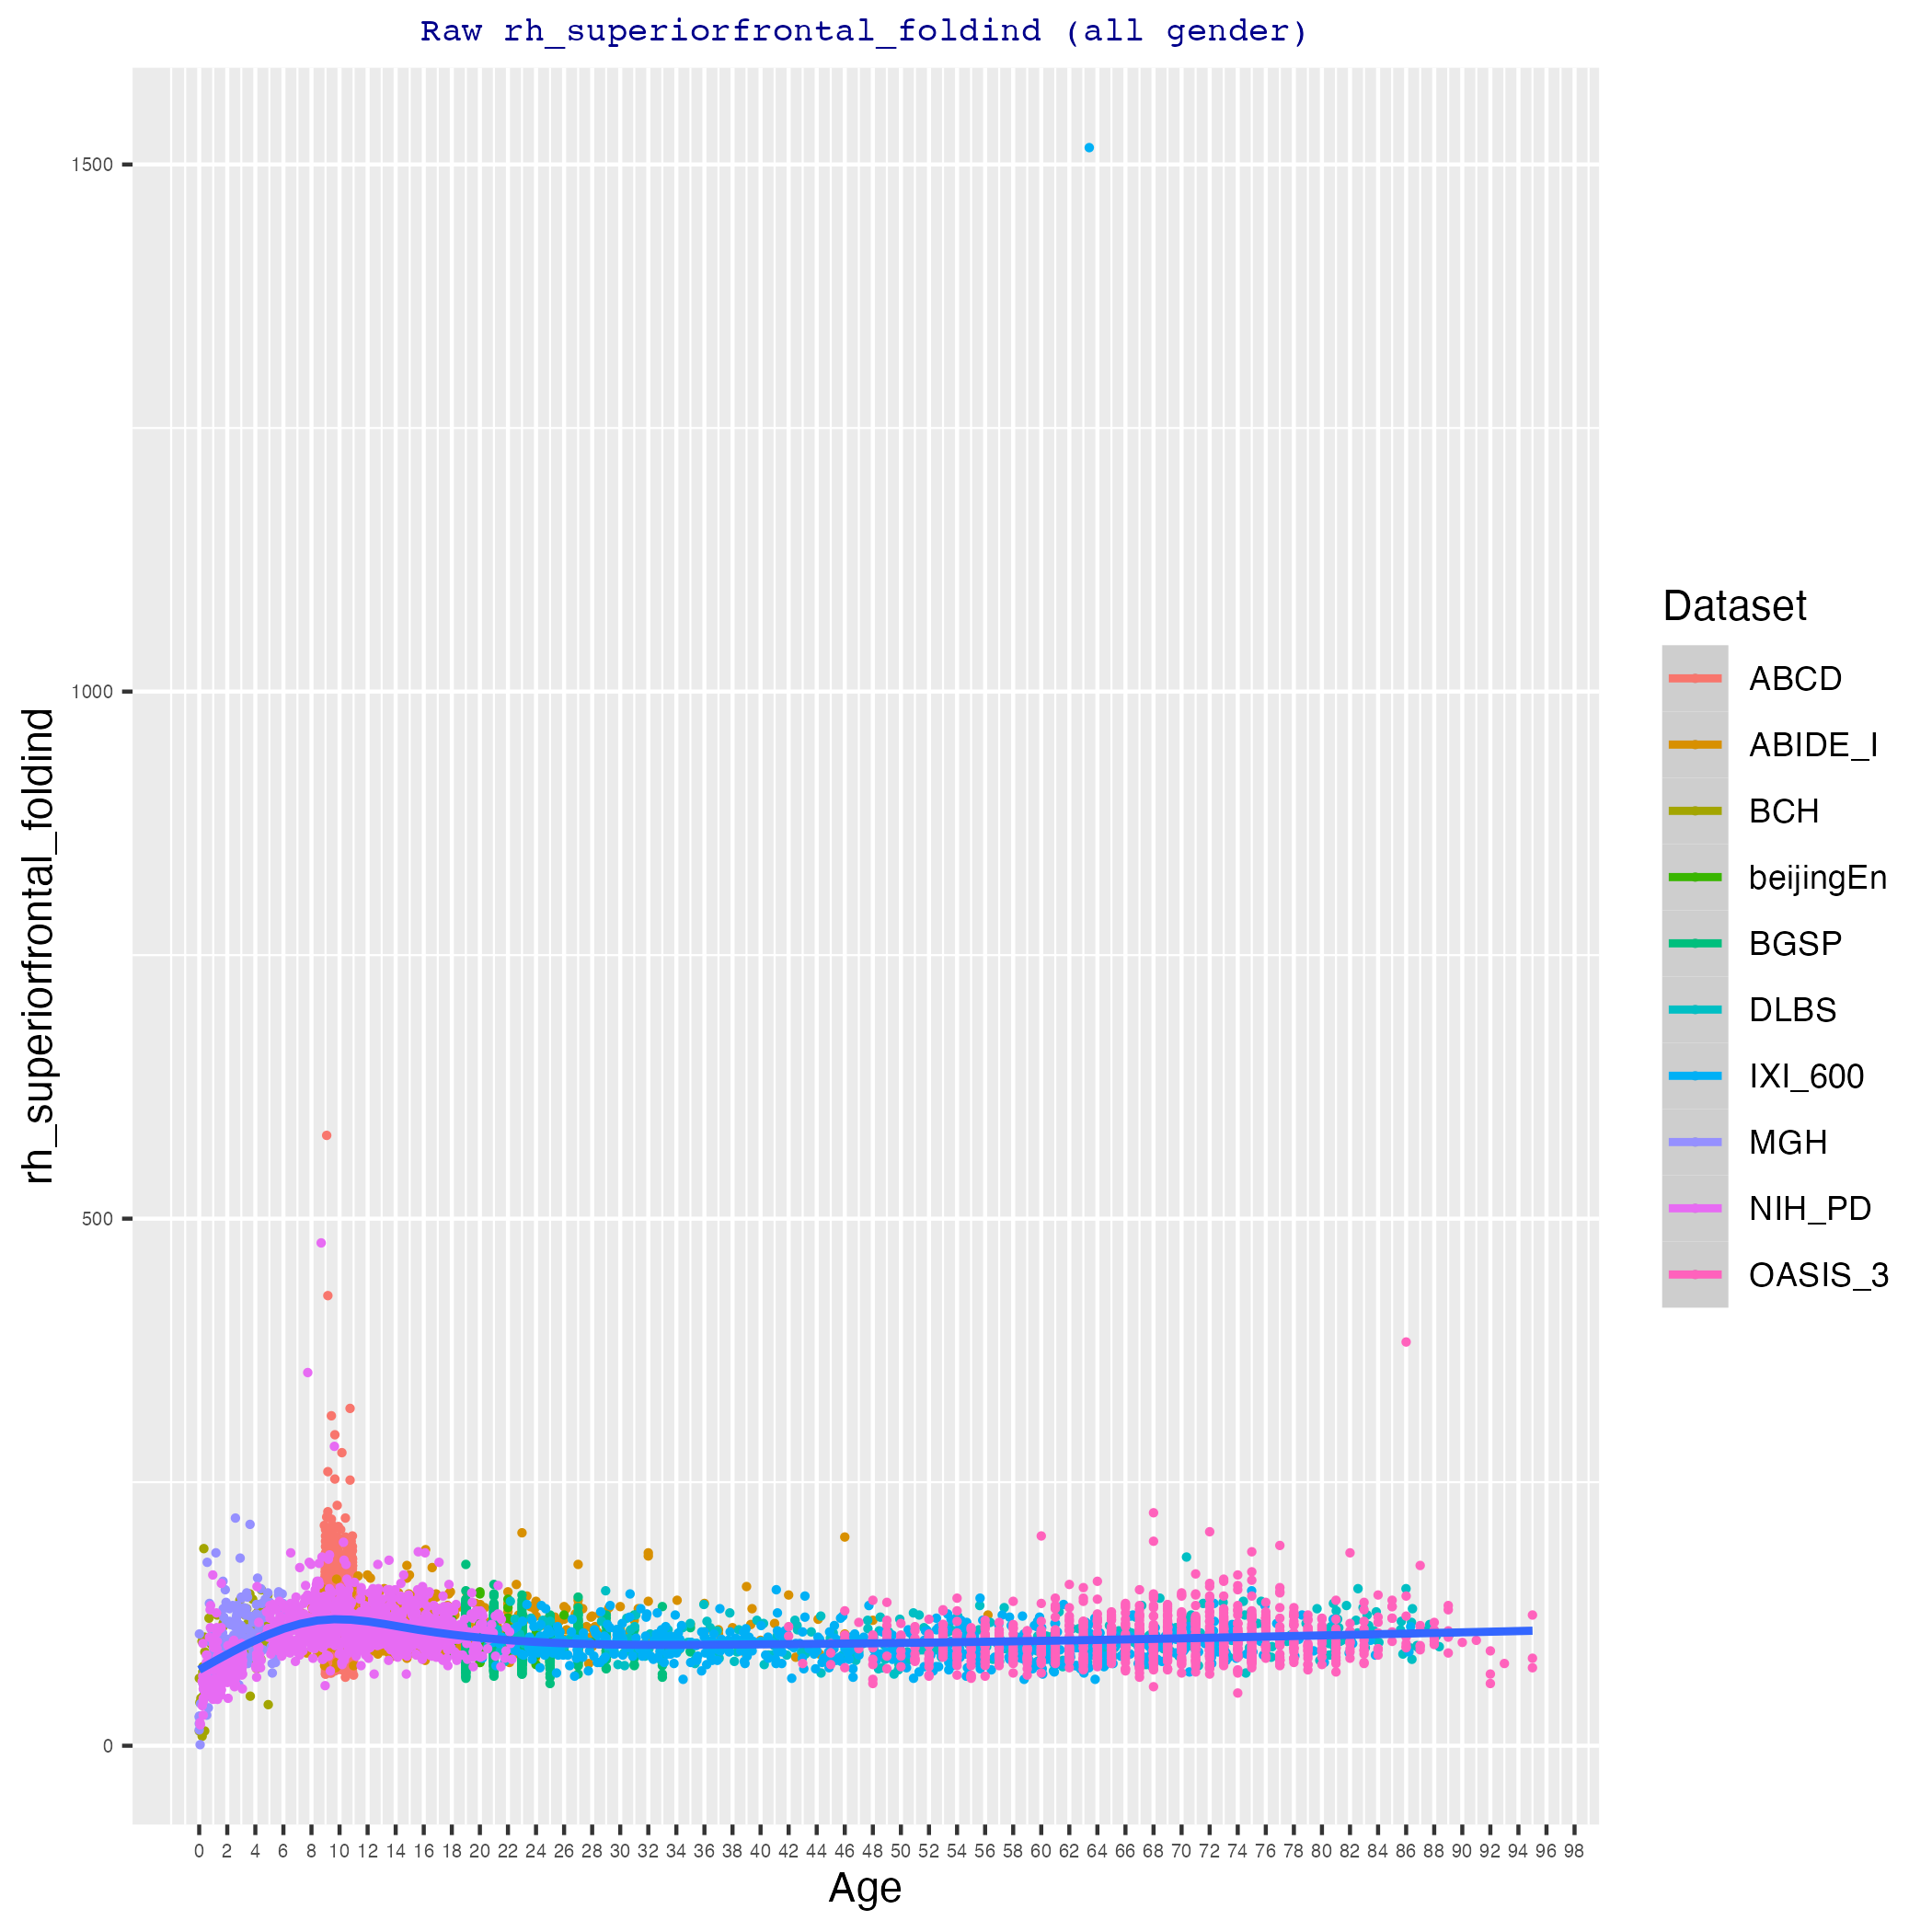 Raw rh_superiorfrontal_foldind (all gender)
rh_superiorfrontal_foldind
1500
1000
500
0
0 2 4 6 8 10 12 14 16 18 20 22 24 26 28 30 32 34 36 38 40 42 44 46 48 50 52 54 56 58 60 62 64 66 68 70 72 74 76 78 80 82 84 86 88 90 92 94 96 98
Age
Dataset
ABCD
ABIDE_I
BCH
beijingEn
BGSP
DLBS
IXI_600
MGH
NIH_PD
OASIS_3